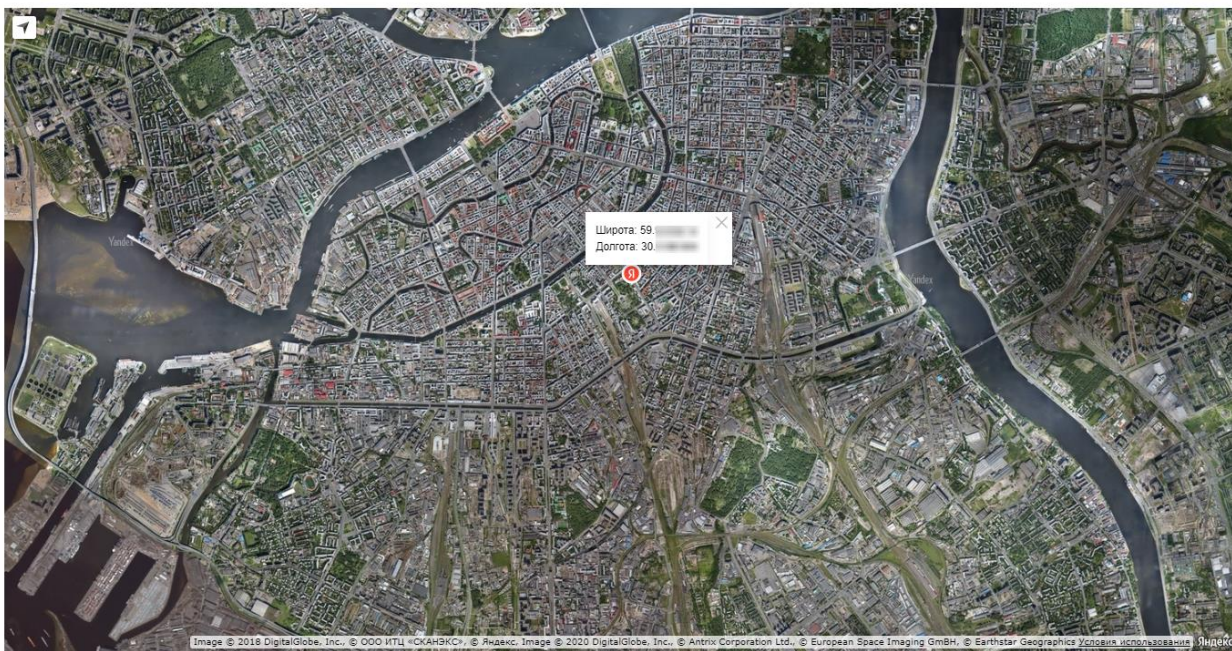 Широта: 59.
Долгота: 30.
Я
Yandex
Yandex
Image © 2018 DigitalGlobe, Inc., © ООО ИТЦ «СКАНЭКС», © Яндекс, Image © 2020 DigitalGlobe, Inc., © Antrix Corporation Ltd., © European Space Imaging GmBH, © Earthstar Geographics Условия использования Яндекс